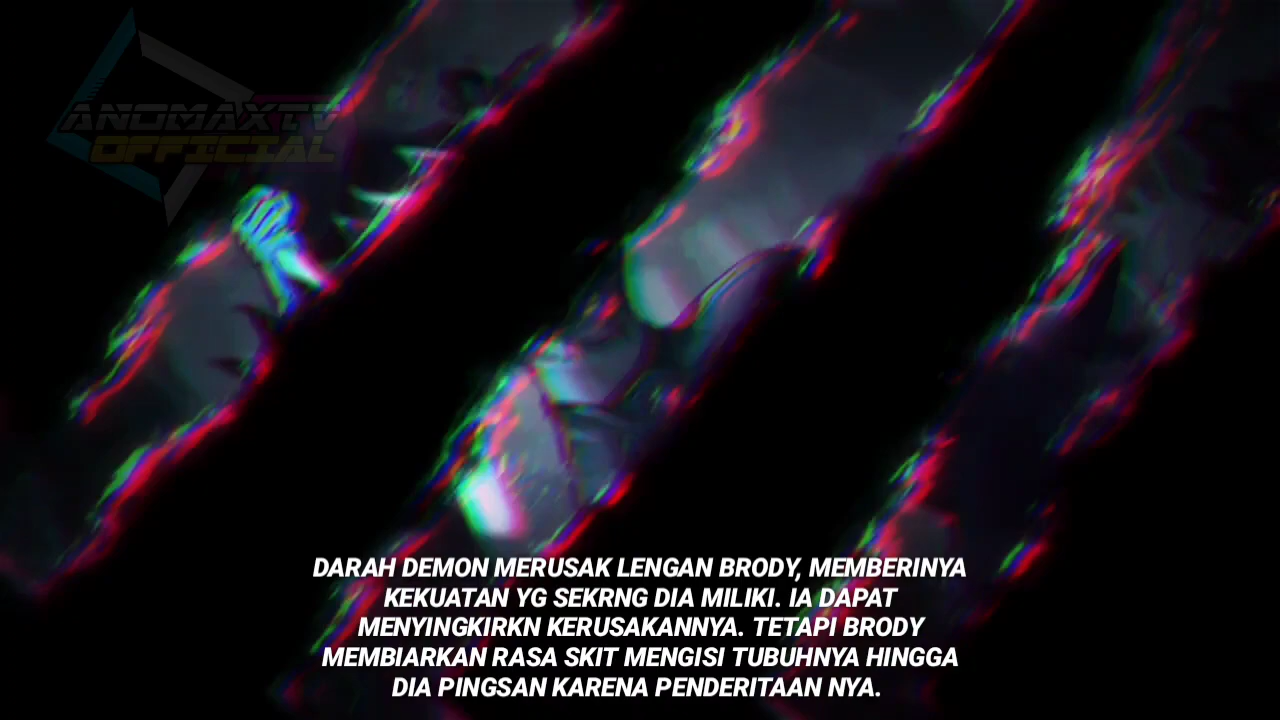 ANOMAXTV
OFFICIAL
DARAH DEMON MERUSAK LENGAN BRODY, MEMBERINYA
KEKUATAN YG SEKRNG DIA MILIKI. IA DAPAT
MENYINGKIRKN KERUSAKANNYA. TETAPI BRODY
MEMBIARKAN RASA SKIT MENGISI TUBUHNYA HINGGA
DIA PINGSAN KARENA PENDERITAAN NYA.